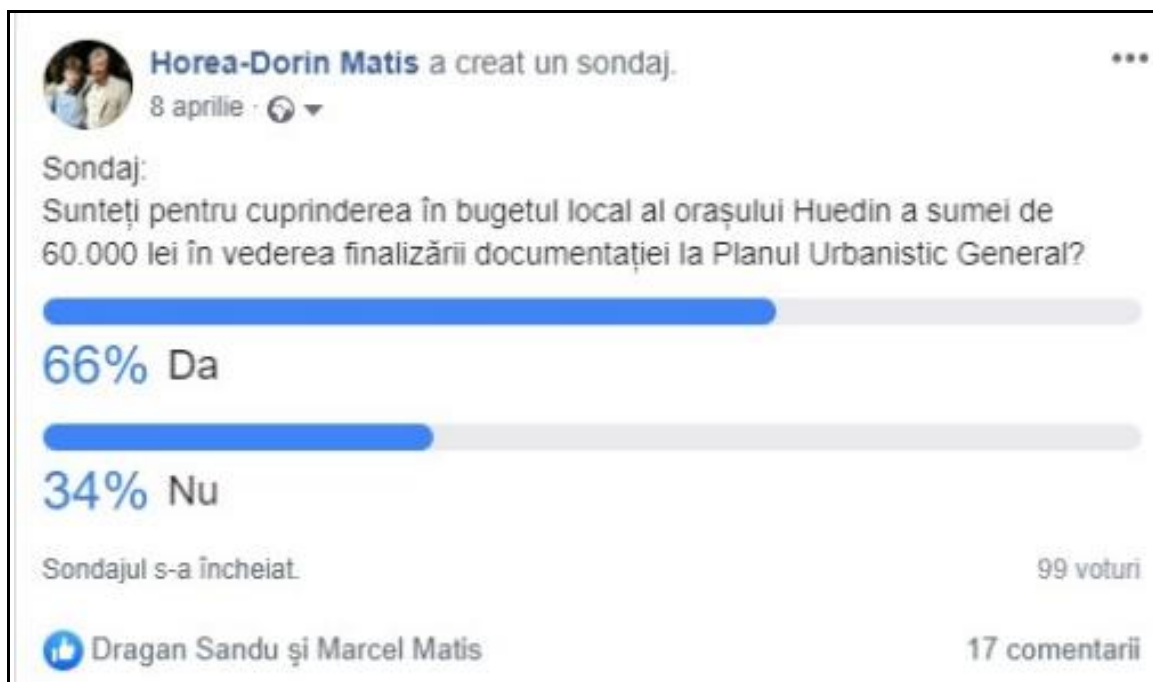 Horea-Dorin Matis a creat un sondaj.
8 aprilie ·
Sondaj:
Sunteți pentru cuprinderea în bugetul local al orașului Huedin a sumei de
60.000 lei în vederea finalizării documentației la Planul Urbanistic General?
66% Da
34% Nu
Sondajul s-a încheiat.
99 voturi
Dragan Sandu și Marcel Matis
17 comentarii